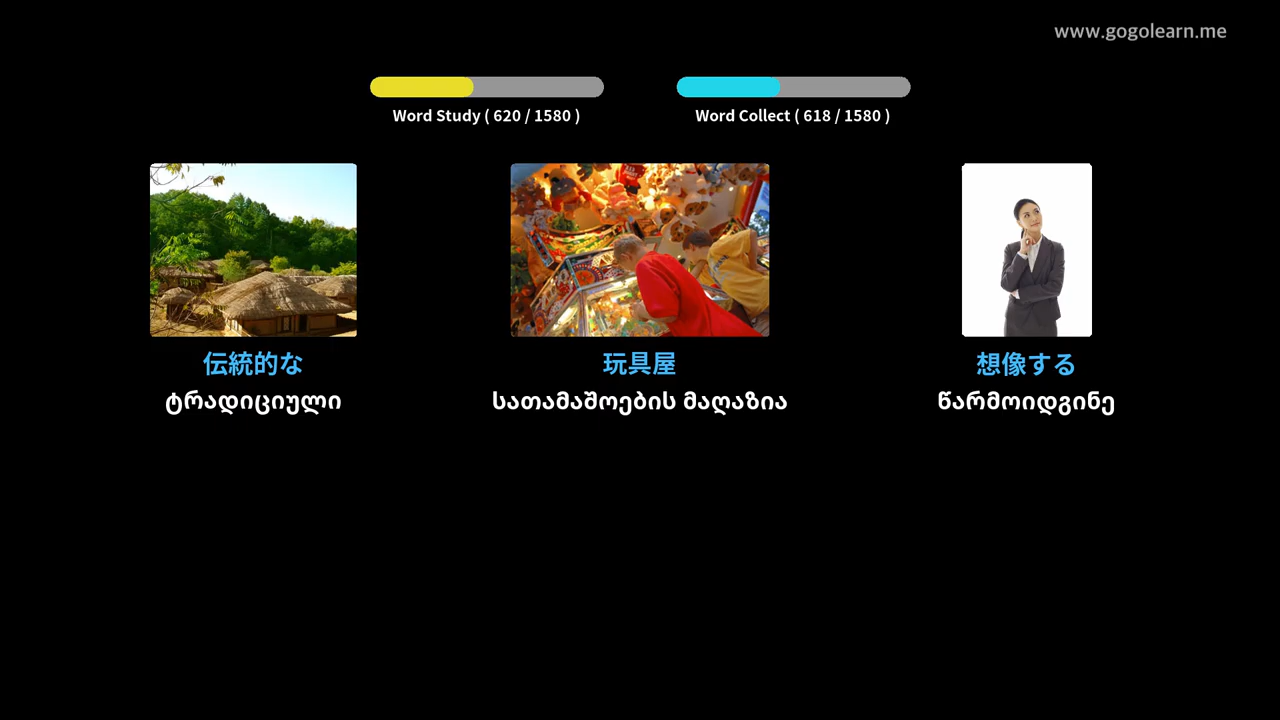 www.gogolearn.me
Word Study ( 620 / 1580 )
Word Collect ( 618 / 1580 )
伝統的な
ტრადიციული
玩具屋
სათამაშოების მაღაზია
想像する
წარმოიდგინე